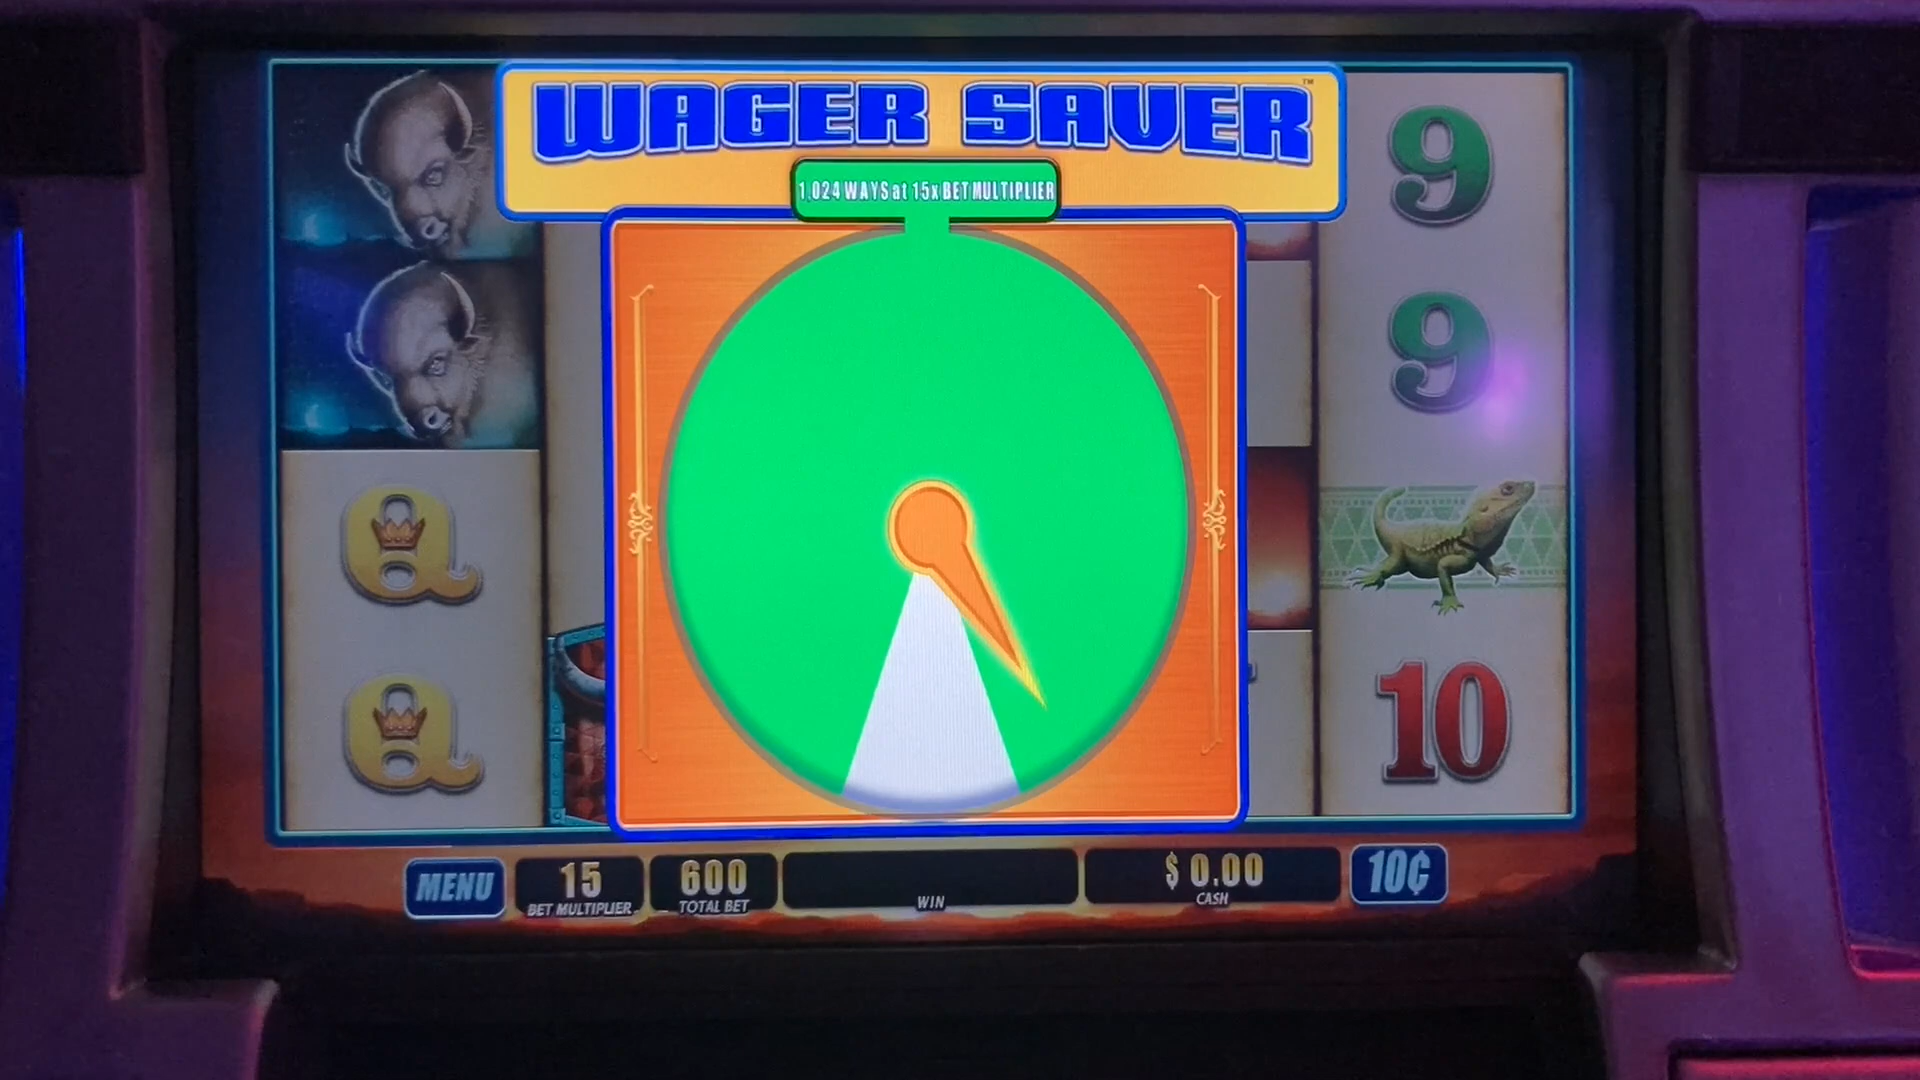 WAGER SAVER™
1,024 WAYS at 15x BET MULTIPLIER
9
9
Q
Q
10
MENU
15
BET MULTIPLIER
600
TOTAL BET
WIN
$ 0.00
CASH
10¢